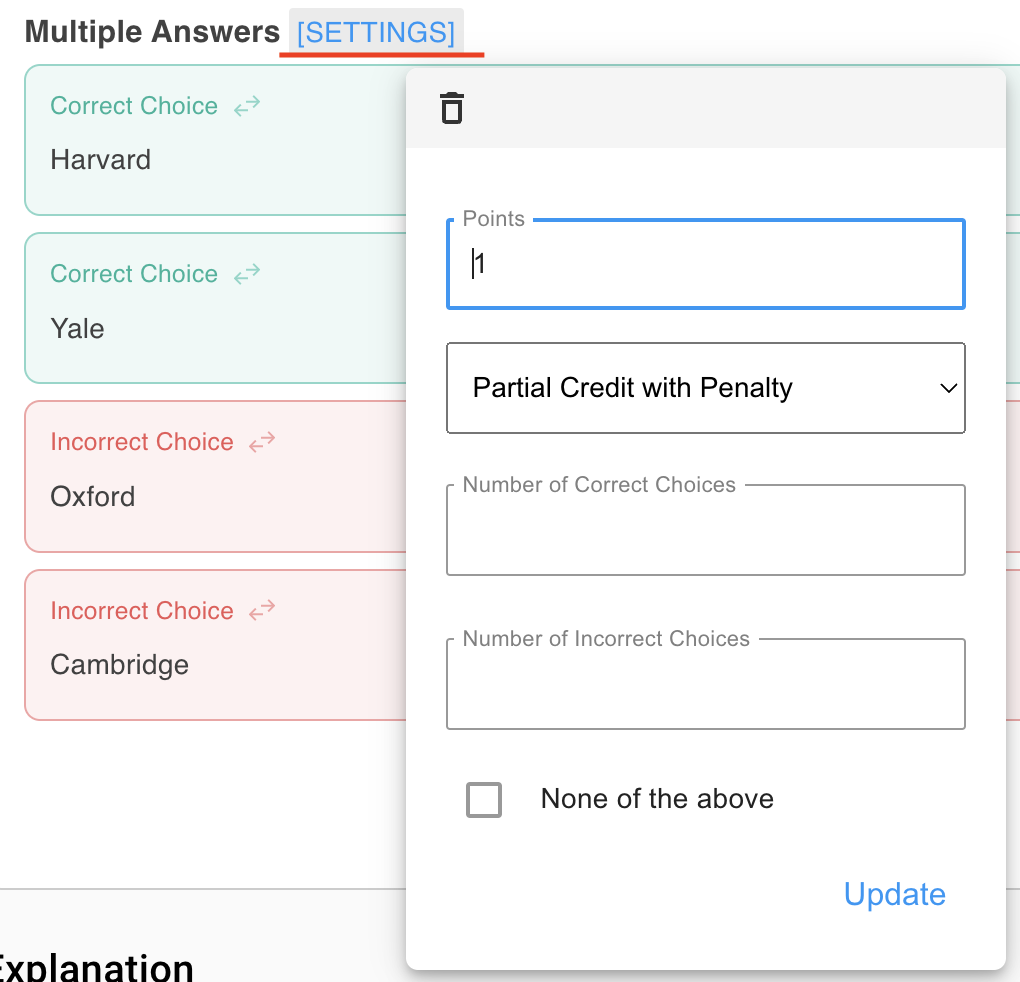 Multiple Answers [SETTINGS]
Correct Choice
Harvard
Correct Choice
Yale
Incorrect Choice
Oxford
Incorrect Choice
Cambridge
Points
1
Partial Credit with Penalty
Number of Correct Choices
Number of Incorrect Choices
None of the above
Update
Explanation